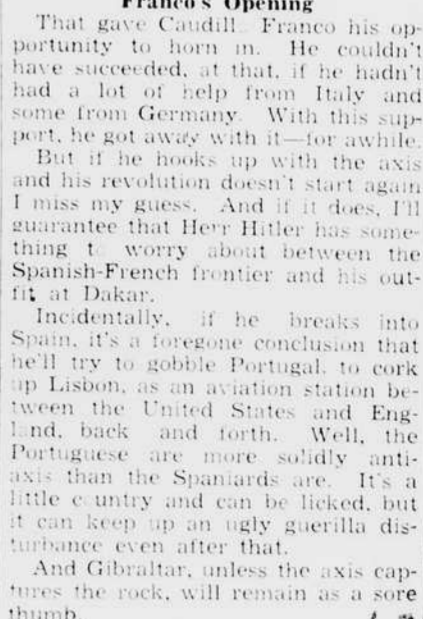 Franco's Opening
That gave Caudill Franco his op-
portunity to horn in. He couldn't
have succeeded, at that, if he hadn't
had a lot of help from Italy and
some from Germany. With this sup-
port, he got away with it—for awhile.
But if he hooks up with the axis
and his revolution doesn't start again
I miss my guess. And if it does, I'll
guarantee that Herr Hitler has some-
thing to worry about between the
Spanish-French frontier and his out-
fit at Dakar.
Incidentally, if he breaks into
Spain, it's a foregone conclusion that
he'll try to gobble Portugal, to cork
up Lisbon, as an aviation station be-
tween the United States and Eng-
land, back and forth. Well, the
Portuguese are more solidly anti-
axis than the Spaniards are. It's a
little country and can be licked, but
it can keep up an ugly guerilla dis-
turbance even after that.
And Gibraltar, unless the axis cap-
tures the rock, will remain as a sore
thumb.